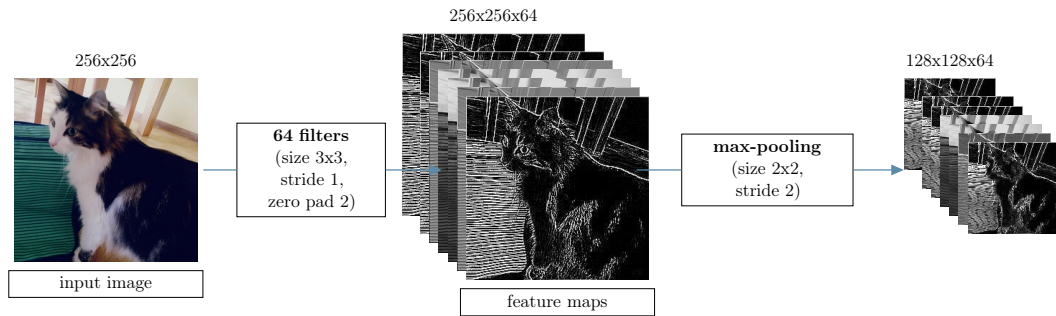 256x256
input image
64 filters
(size 3x3,
stride 1,
zero pad 2)
256x256x64
feature maps
max-pooling
(size 2x2,
stride 2)
128x128x64